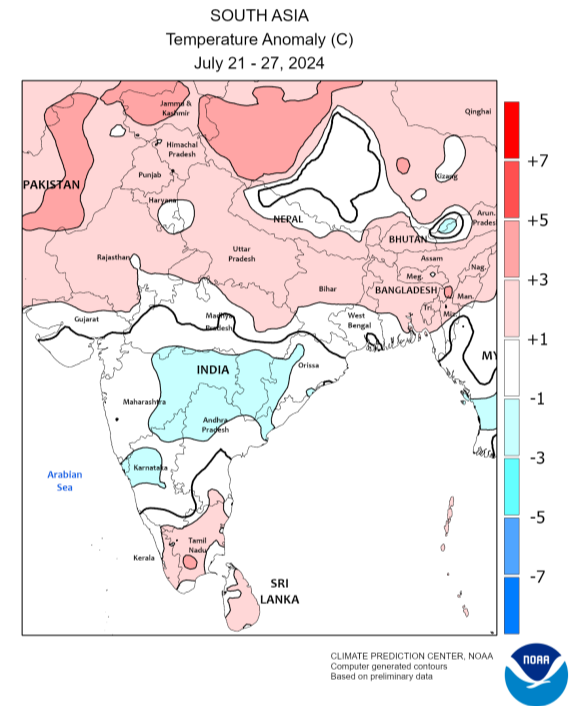 SOUTH ASIA
Temperature Anomaly (C)
July 21 - 27, 2024
Jammu &
Kashmir
Qinghai
Himachal
Pradesh
Punjab
Xizang
PAKISTAN
Haryana
NEPAL
Arun.
Prades
BHUTAN
Uttar
Pradesh
Rajasthan
Assam
Nag.
Meg.
Bihar
BANGLADESH
Man.
Tri.
Miz.
Gujarat
Madhya
Pradesh
West
Bengal
MY
INDIA
Orissa
Maharashtra
Andhra
Pradesh
Karnataka
Arabian
Sea
Tamil
Nadu
Kerala
SRI
LANKA
+7
+5
+3
+1
-1
-3
-5
-7
CLIMATE PREDICTION CENTER, NOAA
Computer generated contours
Based on preliminary data
NOAA